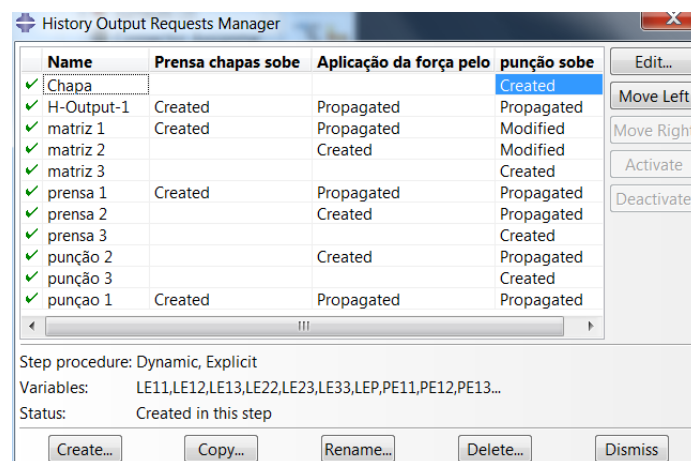 History Output Requests Manager
X
Name Prensa chapas sobe Aplicação da força pelo punção sobe
Chapa Created
H-Output-1 Created Propagated Propagated
matriz 1 Created Propagated Modified
matriz 2 Created Modified
matriz 3 Created
prensa 1 Created Propagated Propagated
prensa 2 Created Propagated
prensa 3 Created
punção 2 Created Propagated
punção 3 Created
punçao 1 Created Propagated Propagated
Edit...
Move Left
Move Righ
Activate
Deactivate
Step procedure: Dynamic, Explicit
Variables: LE11,LE12,LE13,LE22,LE23,LE33,LEP,PE11,PE12,PE13...
Status: Created in this step
Create... Copy... Rename... Delete... Dismiss